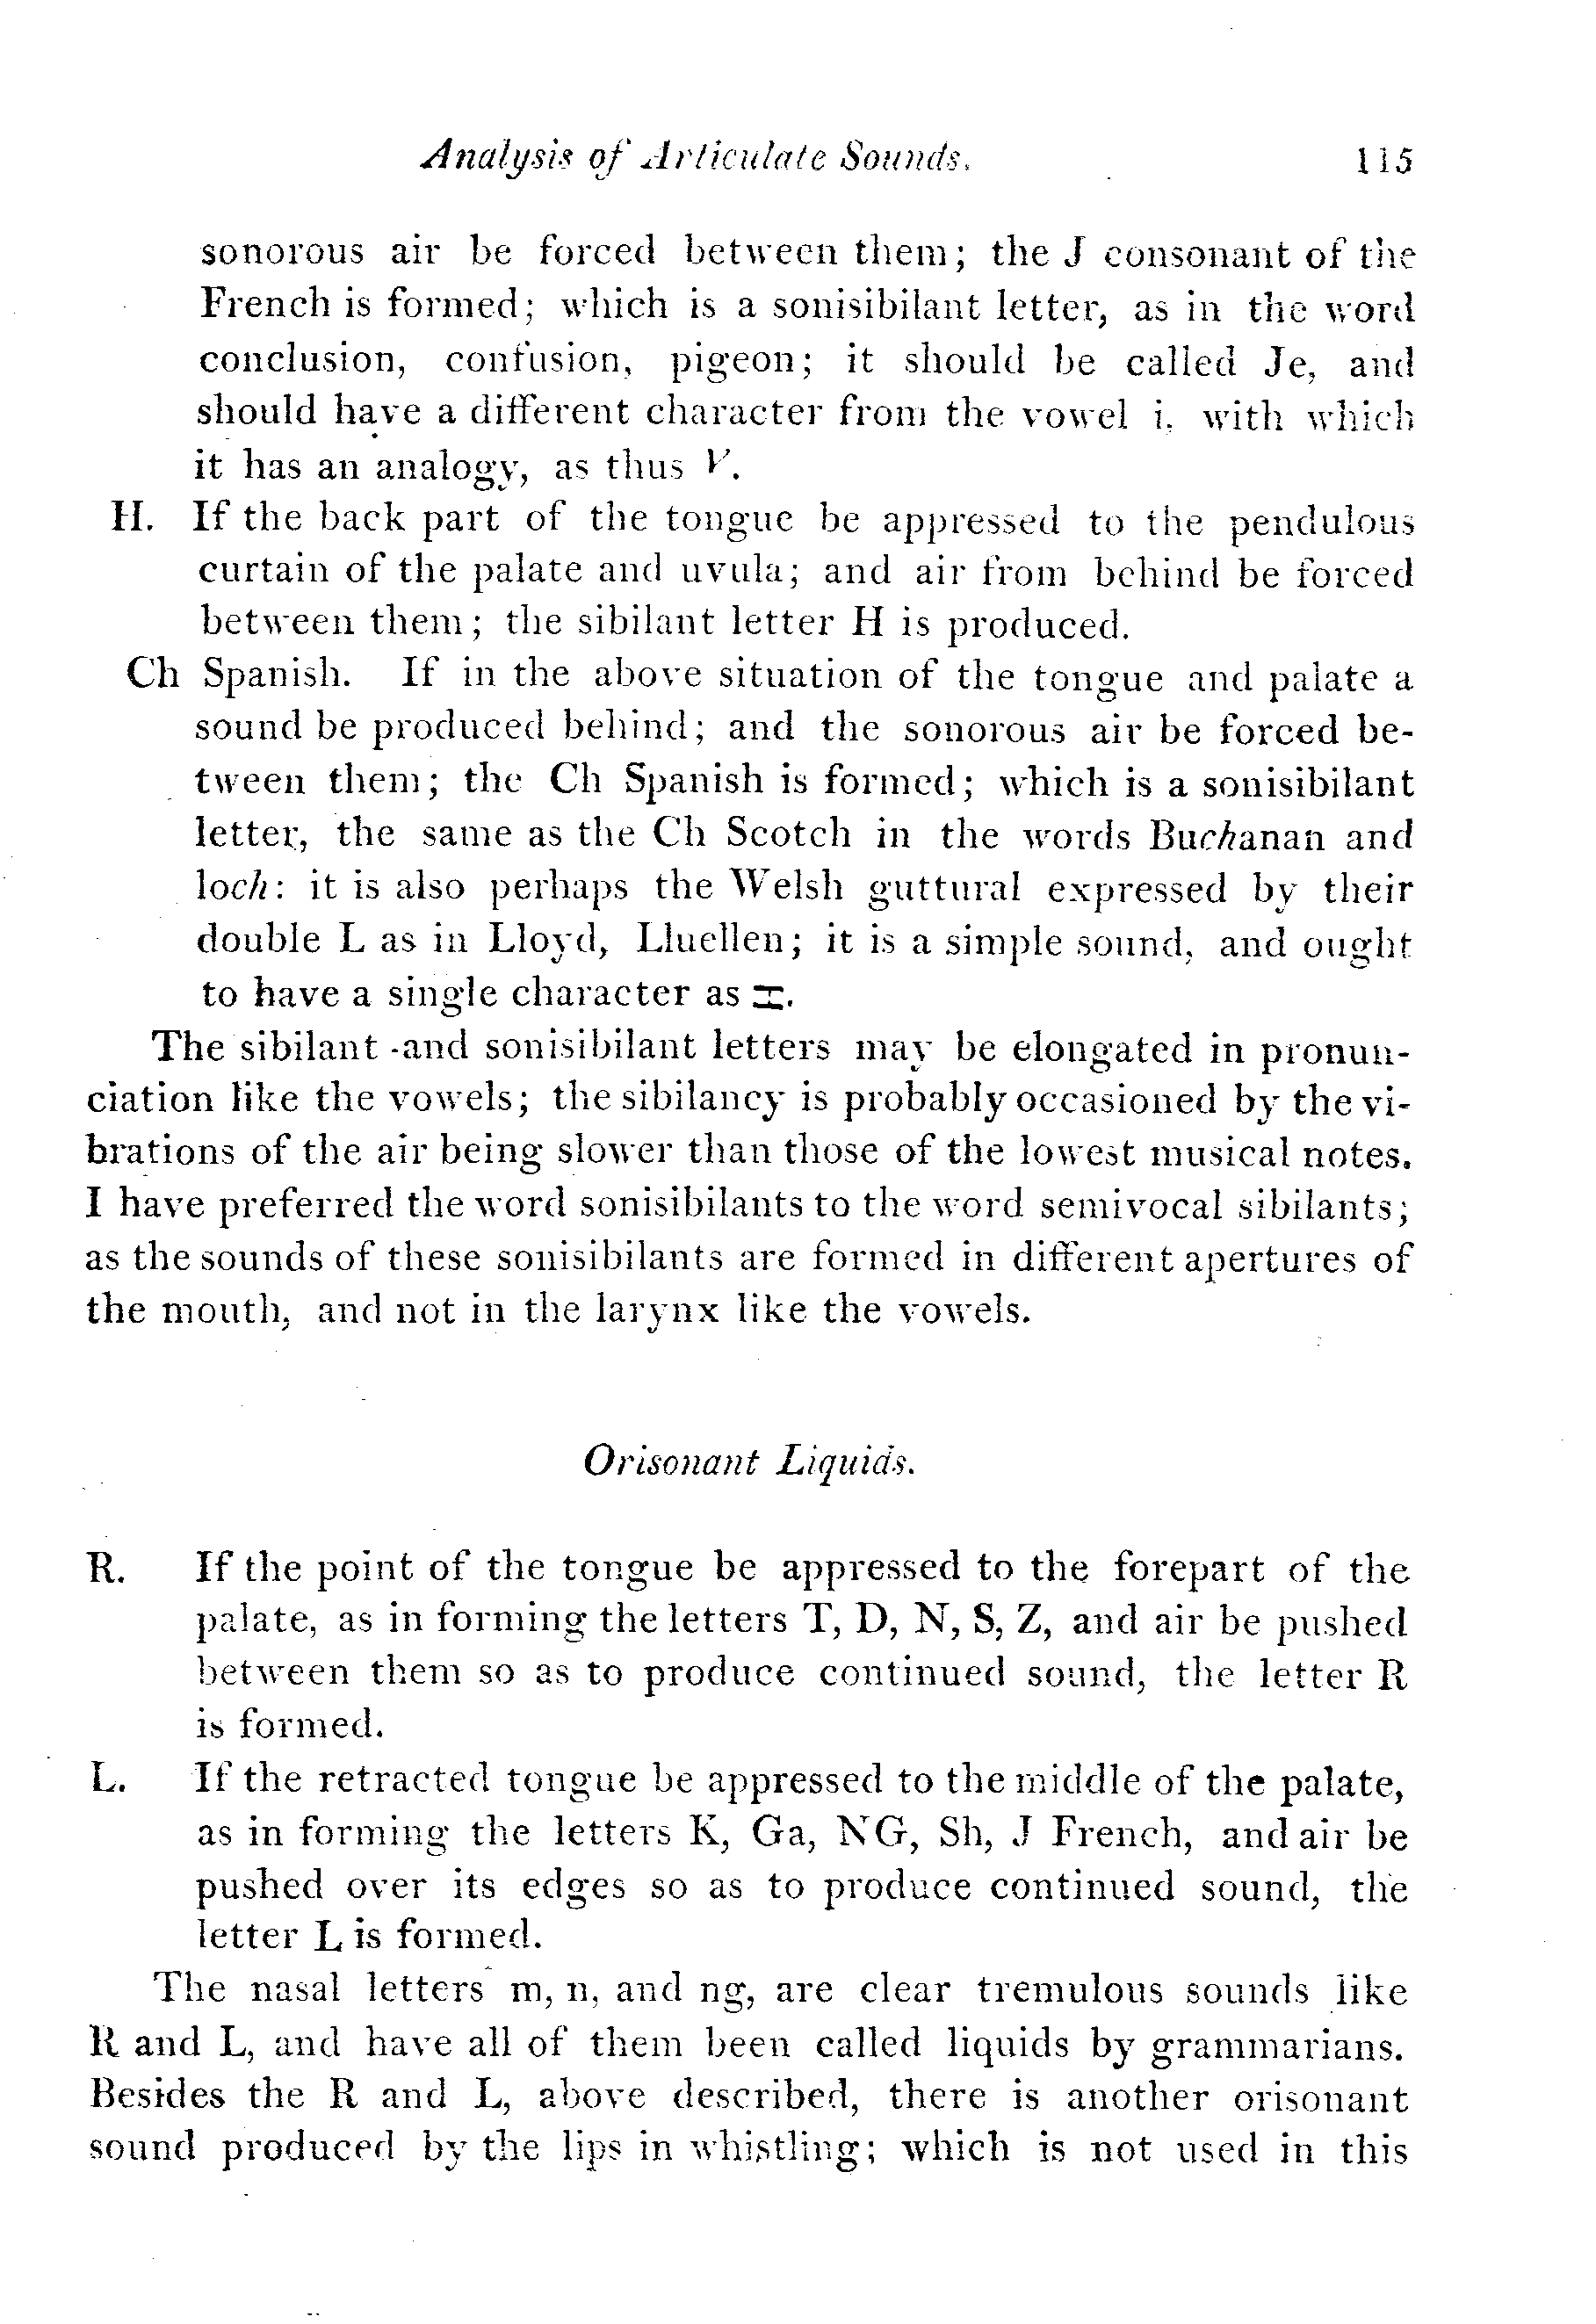 Analysis of Articulate Sounds. 115
sonorous air be forced between them; the J consonant of the
French is formed; which is a sonisibilant letter, as in the word
conclusion, confusion, pigeon; it should be called Je, and
should have a different character from the vowel i, with which
it has an analogy, as thus V.
H. If the back part of the tongue be appressed to the pendulous
curtain of the palate and uvula; and air from behind be forced
between them; the sibilant letter H is produced.
Ch Spanish. If in the above situation of the tongue and palate a
sound be produced behind; and the sonorous air be forced be-
tween them; the Ch Spanish is formed; which is a sonisibilant
letter, the same as the Ch Scotch in the words Buchanan and
loch: it is also perhaps the Welsh guttural expressed by their
double L as in Lloyd, Lluellen; it is a simple sound, and ought
to have a single character as
The sibilant and sonisibilant letters may be elongated in pronun-
ciation like the vowels; the sibilancy is probably occasioned by the vi-
brations of the air being slower than those of the lowest musical notes.
I have preferred the word sonisibilants to the word semivocal sibilants;
as the sounds of these sonisibilants are formed in different apertures of
the mouth, and not in the larynx like the vowels.
Orisonant Liquids.
R. If the point of the tongue be appressed to the forepart of the
palate, as in forming the letters T, D, N, S, Z, and air be pushed
between them so as to produce continued sound, the letter R
is formed.
L. If the retracted tongue be appressed to the middle of the palate,
as in forming the letters K, Ga, NG, Sh, J French, and air be
pushed over its edges so as to produce continued sound, the
letter L is formed.
The nasal letters m, n, and ng, are clear tremulous sounds like
R and L, and have all of them been called liquids by grammarians.
Besides the R and L, above described, there is another orisonant
sound produced by the lips in whistling; which is not used in this